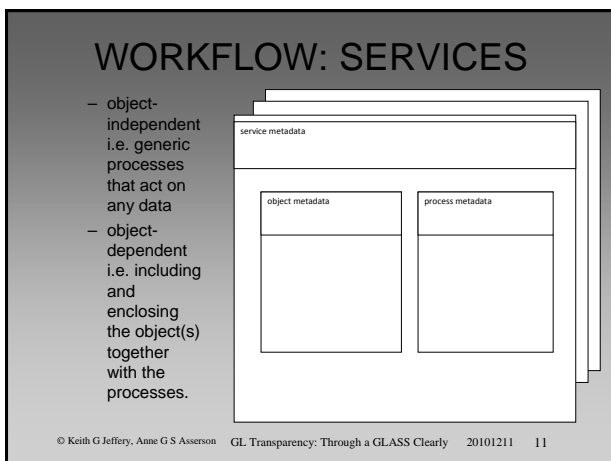 WORKFLOW: SERVICES
– object-
independent
i.e. generic
processes
that act on
any data
– object-
dependent
i.e. including
and
enclosing
the object(s)
together
with the
processes.
service metadata
object metadata
process metadata
© Keith G Jeffery, Anne G S Asserson GL Transparency: Through a GLASS Clearly 20101211 11